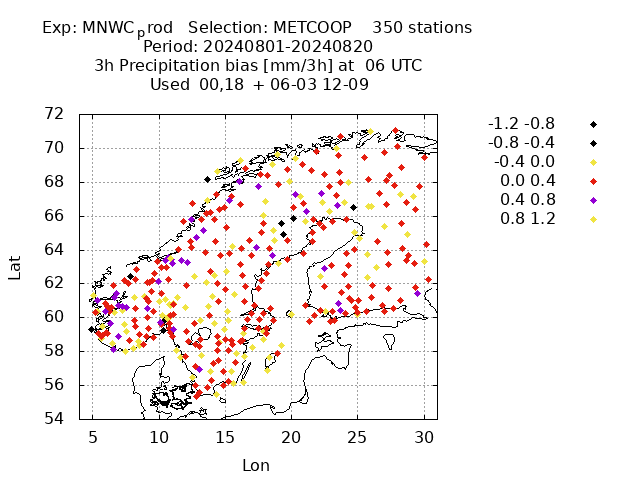 Exp: MNWCprod   Selection: METCOOP    350 stations
Period: 20240801-20240820
3h Precipitation bias [mm/3h] at  06 UTC
Used  00,18  + 06-03 12-09
-1.2 -0.8
-0.8 -0.4
-0.4 0.0
0.0 0.4
0.4 0.8
0.8 1.2
72
70
68
66
64
62
60
58
56
54
Lat
5 10 15 20 25 30
Lon